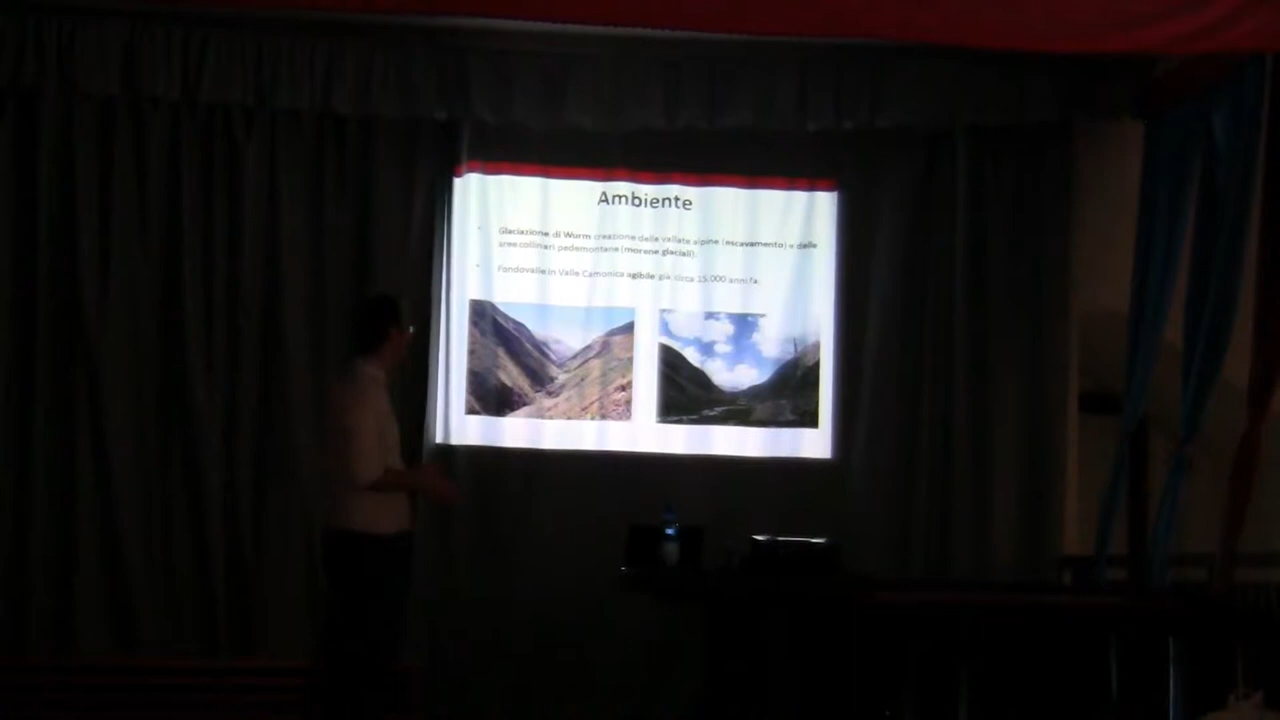 Ambiente
Glaciazione di Wurm creazione delle vallate alpine (escavamento) e delle
aree collinari pedemontane (morene glaciali).
Fondovalle in Valle Camonica agibile già circa 15.000 anni fa.